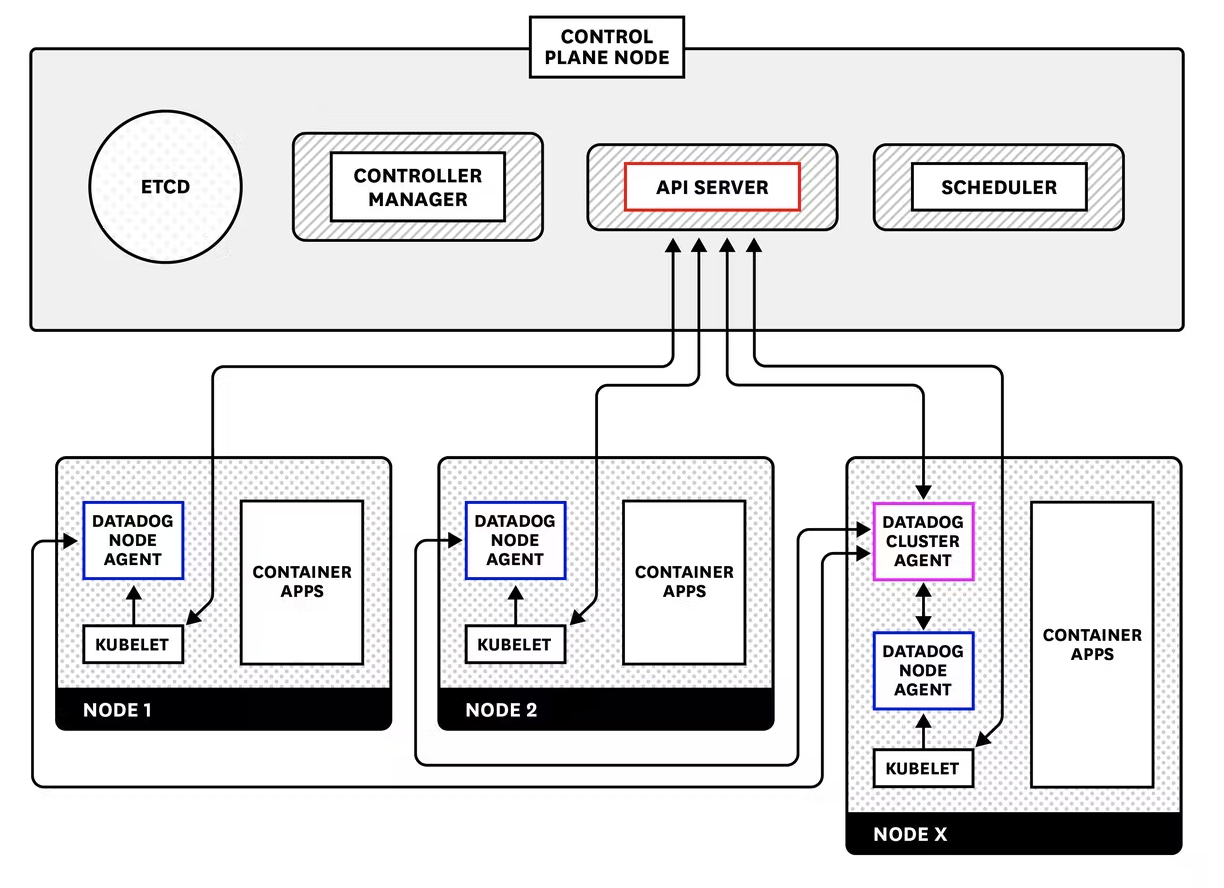 CONTROL
PLANE NODE
ETCD
CONTROLLER
MANAGER
API SERVER
SCHEDULER
DATADOG
NODE
AGENT
CONTAINER
APPS
KUBELET
NODE 1
DATADOG
NODE
AGENT
CONTAINER
APPS
KUBELET
NODE 2
DATADOG
CLUSTER
AGENT
DATADOG
NODE
AGENT
CONTAINER
APPS
KUBELET
NODE X